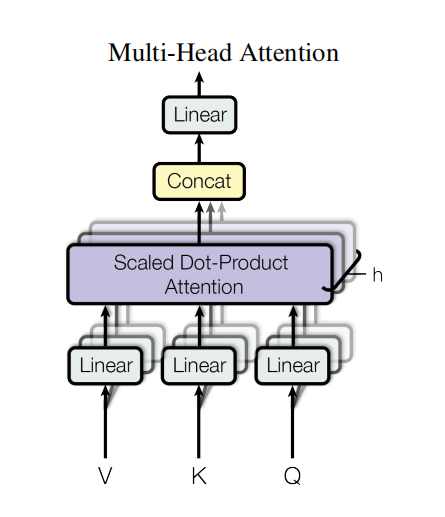 Multi-Head Attention
Linear
Concat
Scaled Dot-Product
Attention
h
Linear Linear Linear
V K Q